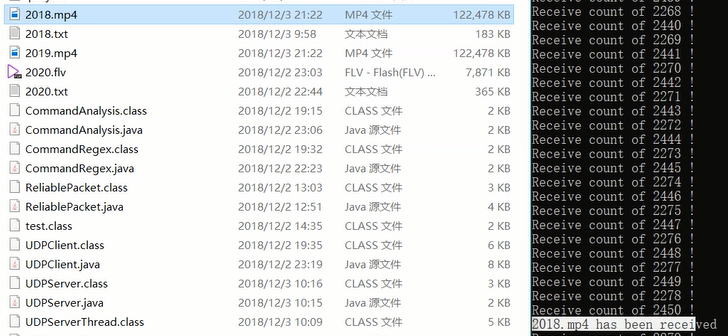 2018.mp4 2018/12/3 21:22 MP4 文件 122,478 KB
2018.txt 2018/12/3 9:58 文本文档 183 KB
2019.mp4 2018/12/3 21:22 MP4 文件 122,478 KB
2020.flv 2018/12/2 23:03 FLV - Flash(FLV) ... 7,871 KB
2020.txt 2018/12/2 22:44 文本文档 365 KB
CommandAnalysis.class 2018/12/2 19:15 CLASS 文件 2 KB
CommandAnalysis.java 2018/12/2 23:06 Java 源文件 2 KB
CommandRegex.class 2018/12/2 19:32 CLASS 文件 2 KB
CommandRegex.java 2018/12/2 22:23 Java 源文件 2 KB
ReliablePacket.class 2018/12/2 13:03 CLASS 文件 3 KB
ReliablePacket.java 2018/12/2 12:51 Java 源文件 4 KB
test.class 2018/12/2 14:35 CLASS 文件 2 KB
UDPClient.class 2018/12/2 19:35 CLASS 文件 6 KB
UDPClient.java 2018/12/2 23:19 Java 源文件 8 KB
UDPServer.class 2018/12/3 10:16 CLASS 文件 3 KB
UDPServer.java 2018/12/3 10:15 Java 源文件 2 KB
UDPServerThread.class 2018/12/3 10:09 CLASS 文件 5 KB
Receive count of 2268 !
Receive count of 2440 !
Receive count of 2269 !
Receive count of 2441 !
Receive count of 2270 !
Receive count of 2442 !
Receive count of 2271 !
Receive count of 2443 !
Receive count of 2272 !
Receive count of 2444 !
Receive count of 2273 !
Receive count of 2445 !
Receive count of 2274 !
Receive count of 2446 !
Receive count of 2275 !
Receive count of 2447 !
Receive count of 2276 !
Receive count of 2448 !
Receive count of 2277 !
Receive count of 2449 !
Receive count of 2278 !
Receive count of 2450 !
2018.mp4 has been received